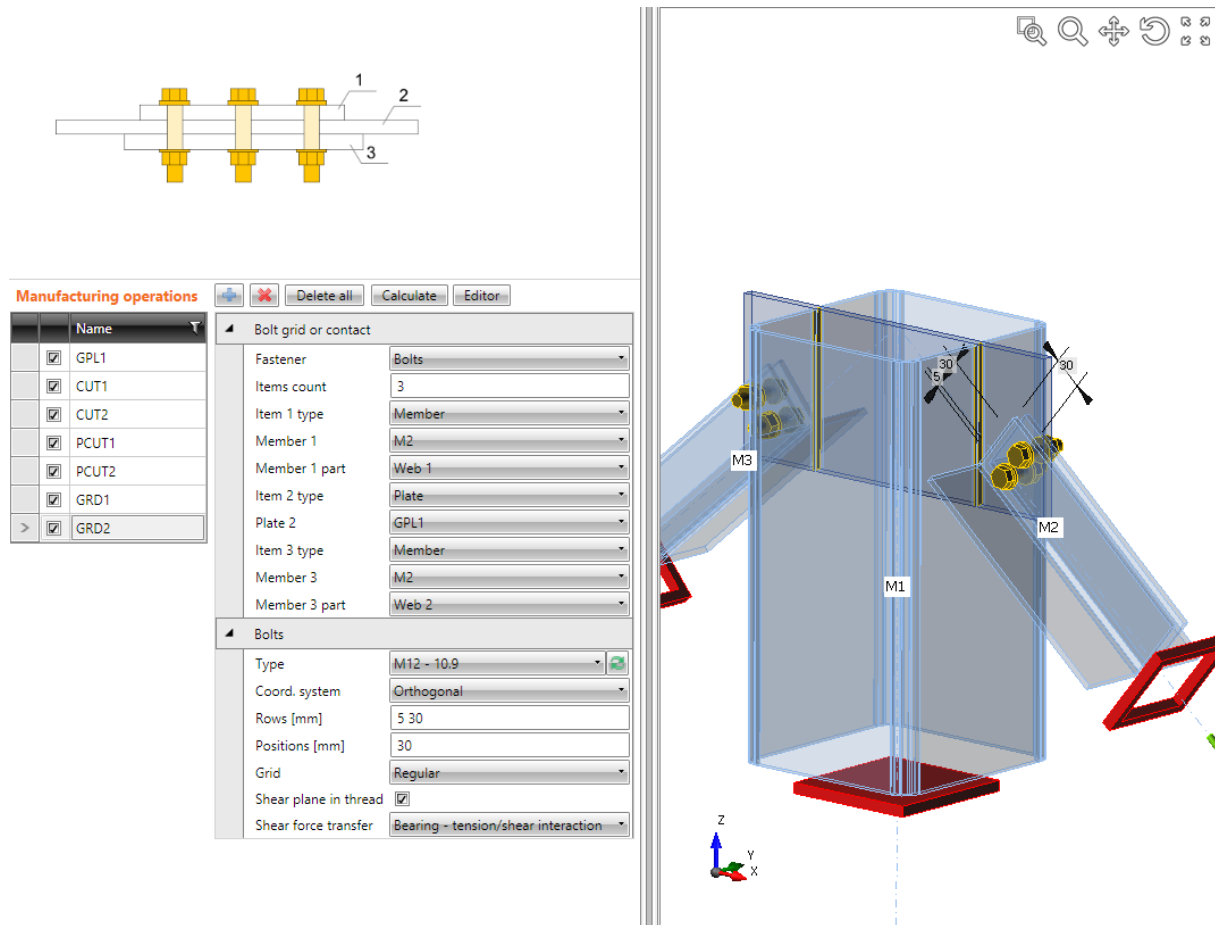 1
2
3
Manufacturing operations
Delete all
Calculate
Editor
Name
GPL1
CUT1
CUT2
PCUT1
PCUT2
GRD1
> GRD2
Bolt grid or contact
Fastener Bolts
Items count 3
Item 1 type Member
Member 1 M2
Member 1 part Web 1
Item 2 type Plate
Plate 2 GPL1
Item 3 type Member
Member 3 M2
Member 3 part Web 2
Bolts
Type M12 - 10.9
Coord. system Orthogonal
Rows [mm] 5 30
Positions [mm] 30
Grid Regular
Shear plane in thread
Shear force transfer Bearing - tension/shear interaction
30
5
30
M3
M2
M1
Z
Y
X